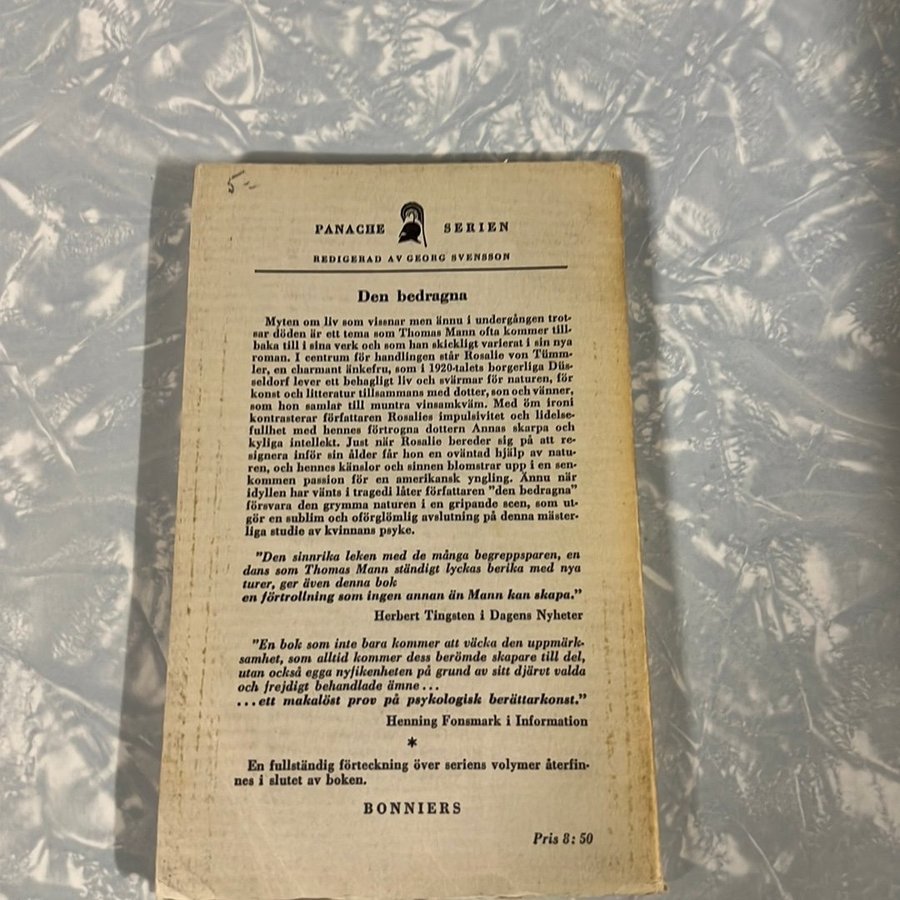 5:-
PANACHE SERIEN
REDIGERAD AV GEORG SVENSSON
Den bedragna
Myten om liv som vissnar men ännu i undergången trot-
sar döden är ett tema som Thomas Mann ofta kommer till-
baka till i sina verk och som han skickligt varierat i sin nya
roman. I centrum för handlingen står Rosalie von Tümm-
ler, en charmant änkefru, som i 1920-talets borgerliga Düs-
seldorf lever ett behagligt liv och svärmar för naturen, för
konst och litteratur tillsammans med dotter, son och vänner,
som hon samlar till muntra vinsamkväm. Med öm ironi
kontrasterar författaren Rosalies impulsivitet och lidelse-
fullhet med hennes förtrogna dottern Annas skarpa och
kyliga intellekt. Just när Rosalie bereder sig på att re-
signera inför sin ålder får hon en oväntad hjälp av natu-
ren, och hennes känslor och sinnen blomstrar upp i en sen-
kommen passion för en amerikansk yngling. Ännu när
idyllen har vänts i tragedi låter författaren "den bedragna"
försvara den grymma naturen i en gripande scen, som ut-
gör en sublim och oförglömlig avslutning på denna mäster-
liga studie av kvinnans psyke.
"Den sinnrika leken med de många begreppsparen, en
dans som Thomas Mann ständigt lyckas berika med nya
turer, ger även denna bok
en förtrollning som ingen annan än Mann kan skapa."
Herbert Tingsten i Dagens Nyheter
"En bok som inte bara kommer att väcka den uppmärk-
samhet, som alltid kommer dess berömde skapare till del,
utan också egga nyfikenheten på grund av sitt djärvt valda
och frejdigt behandlade ämne...
...ett makalöst prov på psykologisk berättarkonst."
Henning Fonsmark i Information
*
En fullständig förteckning över seriens volymer återfin-
nes i slutet av boken.
BONNIERS
Pris 8:50